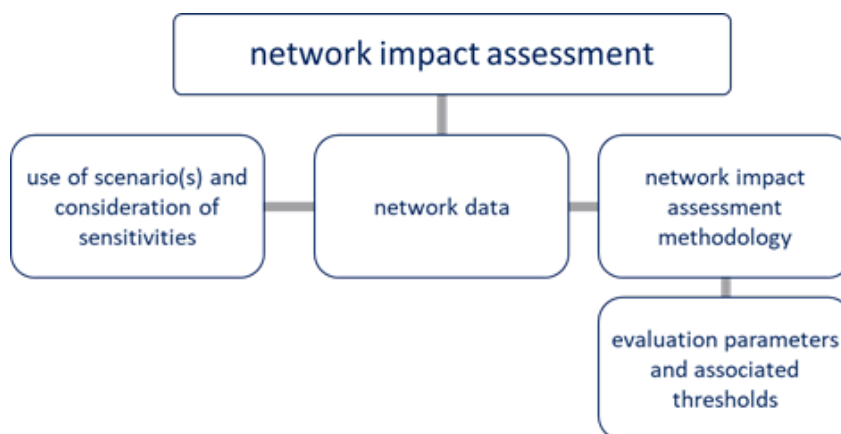 network impact assessment
use of scenario(s) and
consideration of
sensitivities
network data
network impact
assessment
methodology
evaluation parameters
and associated
thresholds